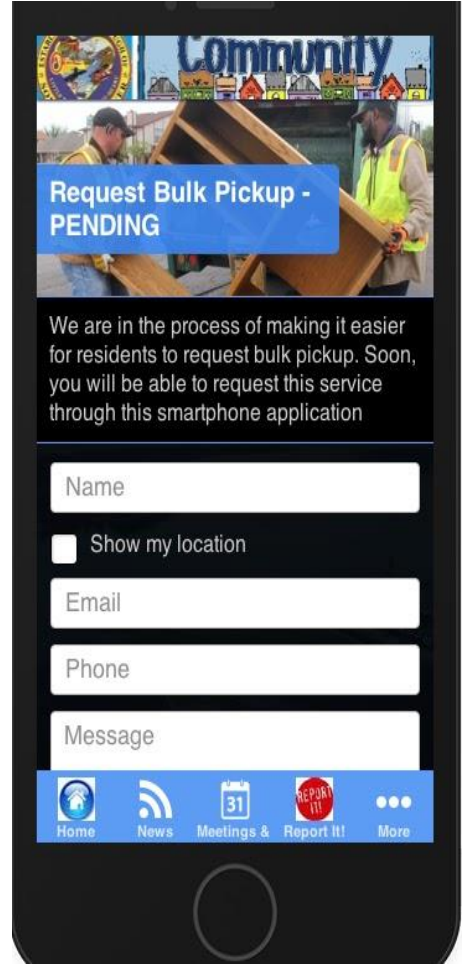 Community
Request Bulk Pickup -
PENDING
We are in the process of making it easier
for residents to request bulk pickup. Soon,
you will be able to request this service
through this smartphone application
Name
Show my location
Email
Phone
Message
31
REPORT
IT!
Home
News
Meetings &
Report It!
More